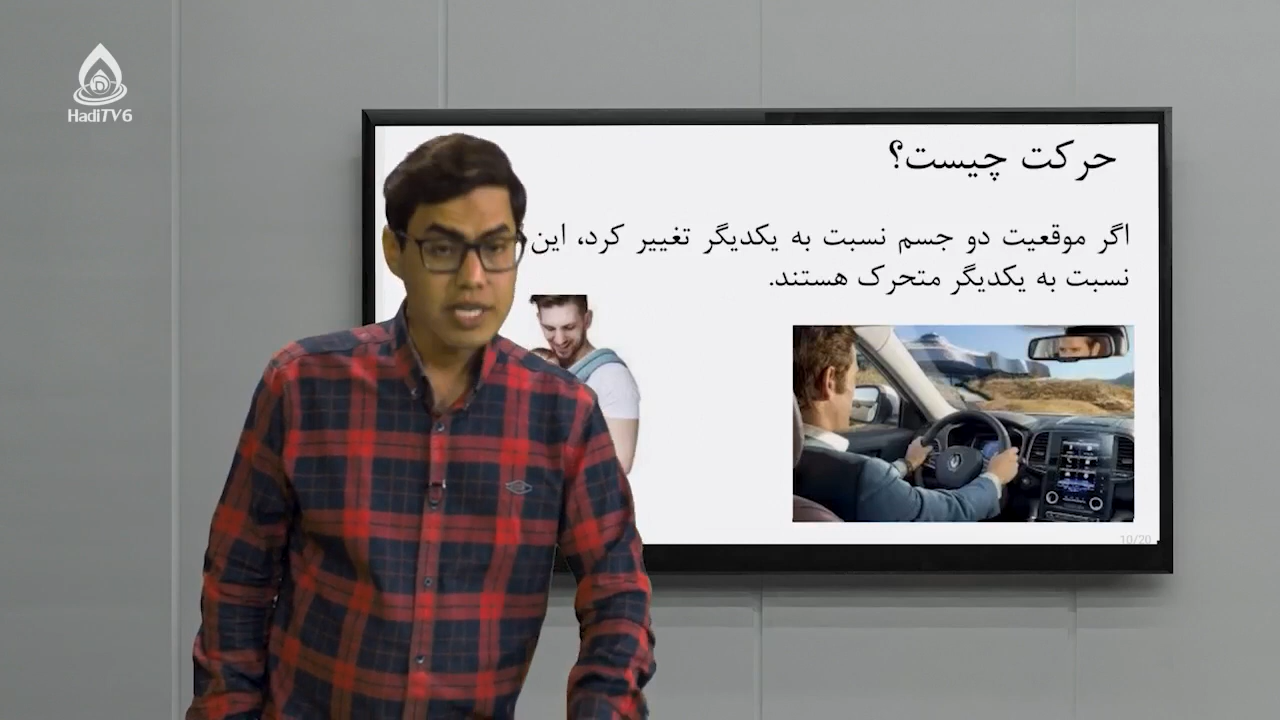 HadiTV6
حرکت چیست؟
اگر موقعیت دو جسم نسبت به یکدیگر تغییر کرد، این
نسبت به یکدیگر متحرک هستند.
10/20